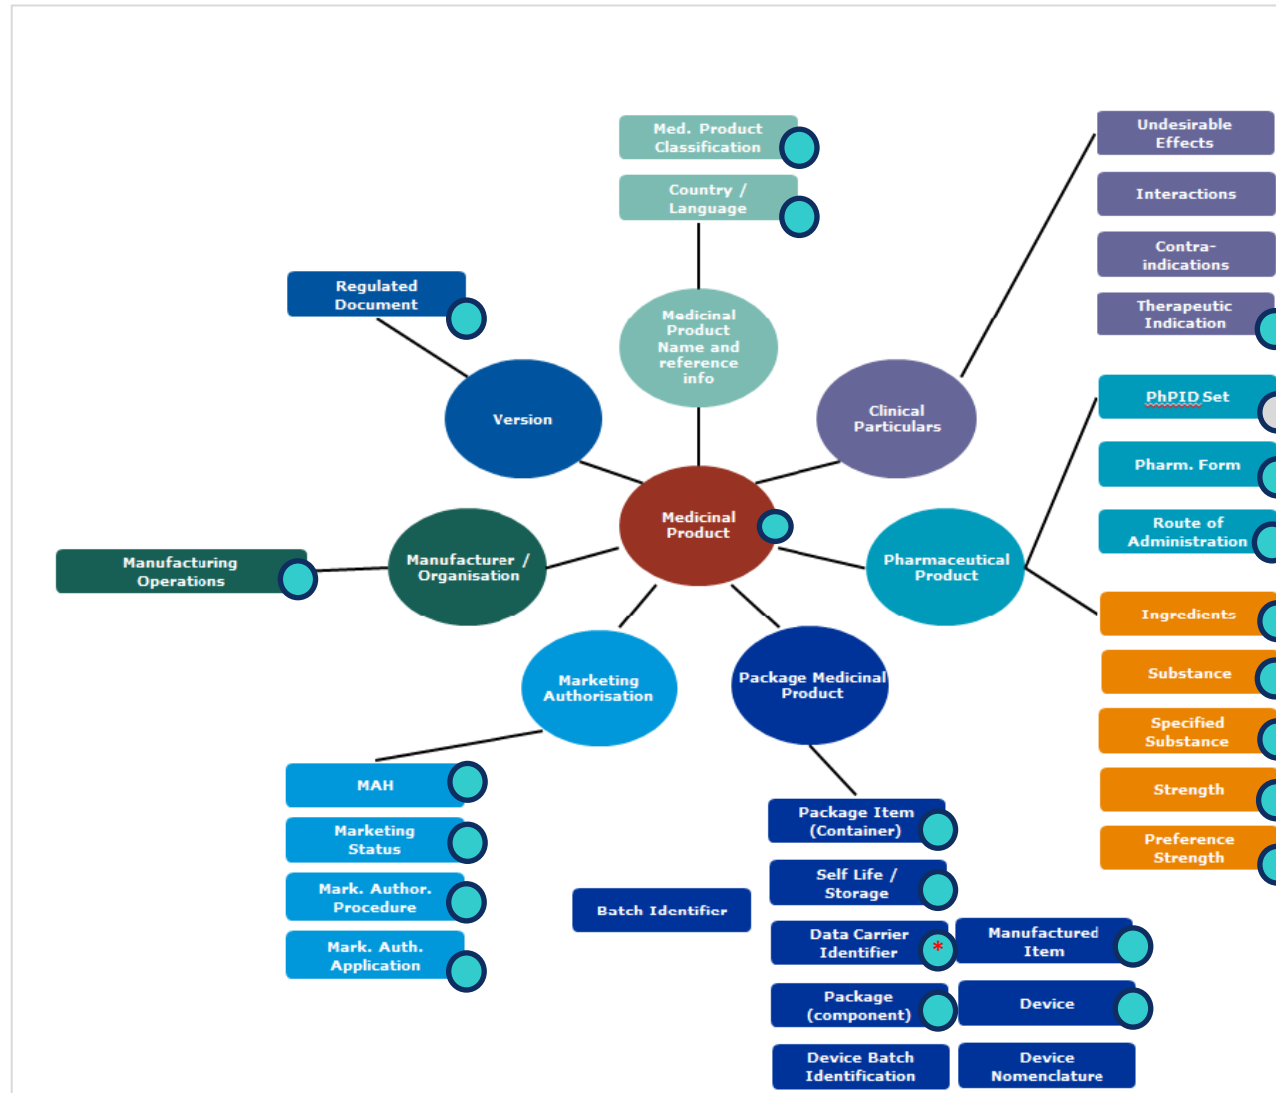 Med. Product
Classification
Country /
Language
Undesirable
Effects
Interactions
Contra-
indications
Therapeutic
Indication
Regulated
Document
Medicinal
Product
Name and
reference
info
Version
Clinical
Particulars
PhPID Set
Pharm. Form
Route of
Administration
Medicinal
Product
Manufacturing
Operations
Manufacturer /
Organisation
Pharmaceutical
Product
Ingredients
Substance
Specified
Substance
Strength
Preference
Strength
Marketing
Authorisation
Package Medicinal
Product
MAH
Marketing
Status
Mark. Author.
Procedure
Mark. Auth.
Application
Batch Identifier
Package Item
(Container)
Self Life /
Storage
Data Carrier
Identifier
*
Manufactured
Item
Package
(component)
Device
Device Batch
Identification
Device
Nomenclature